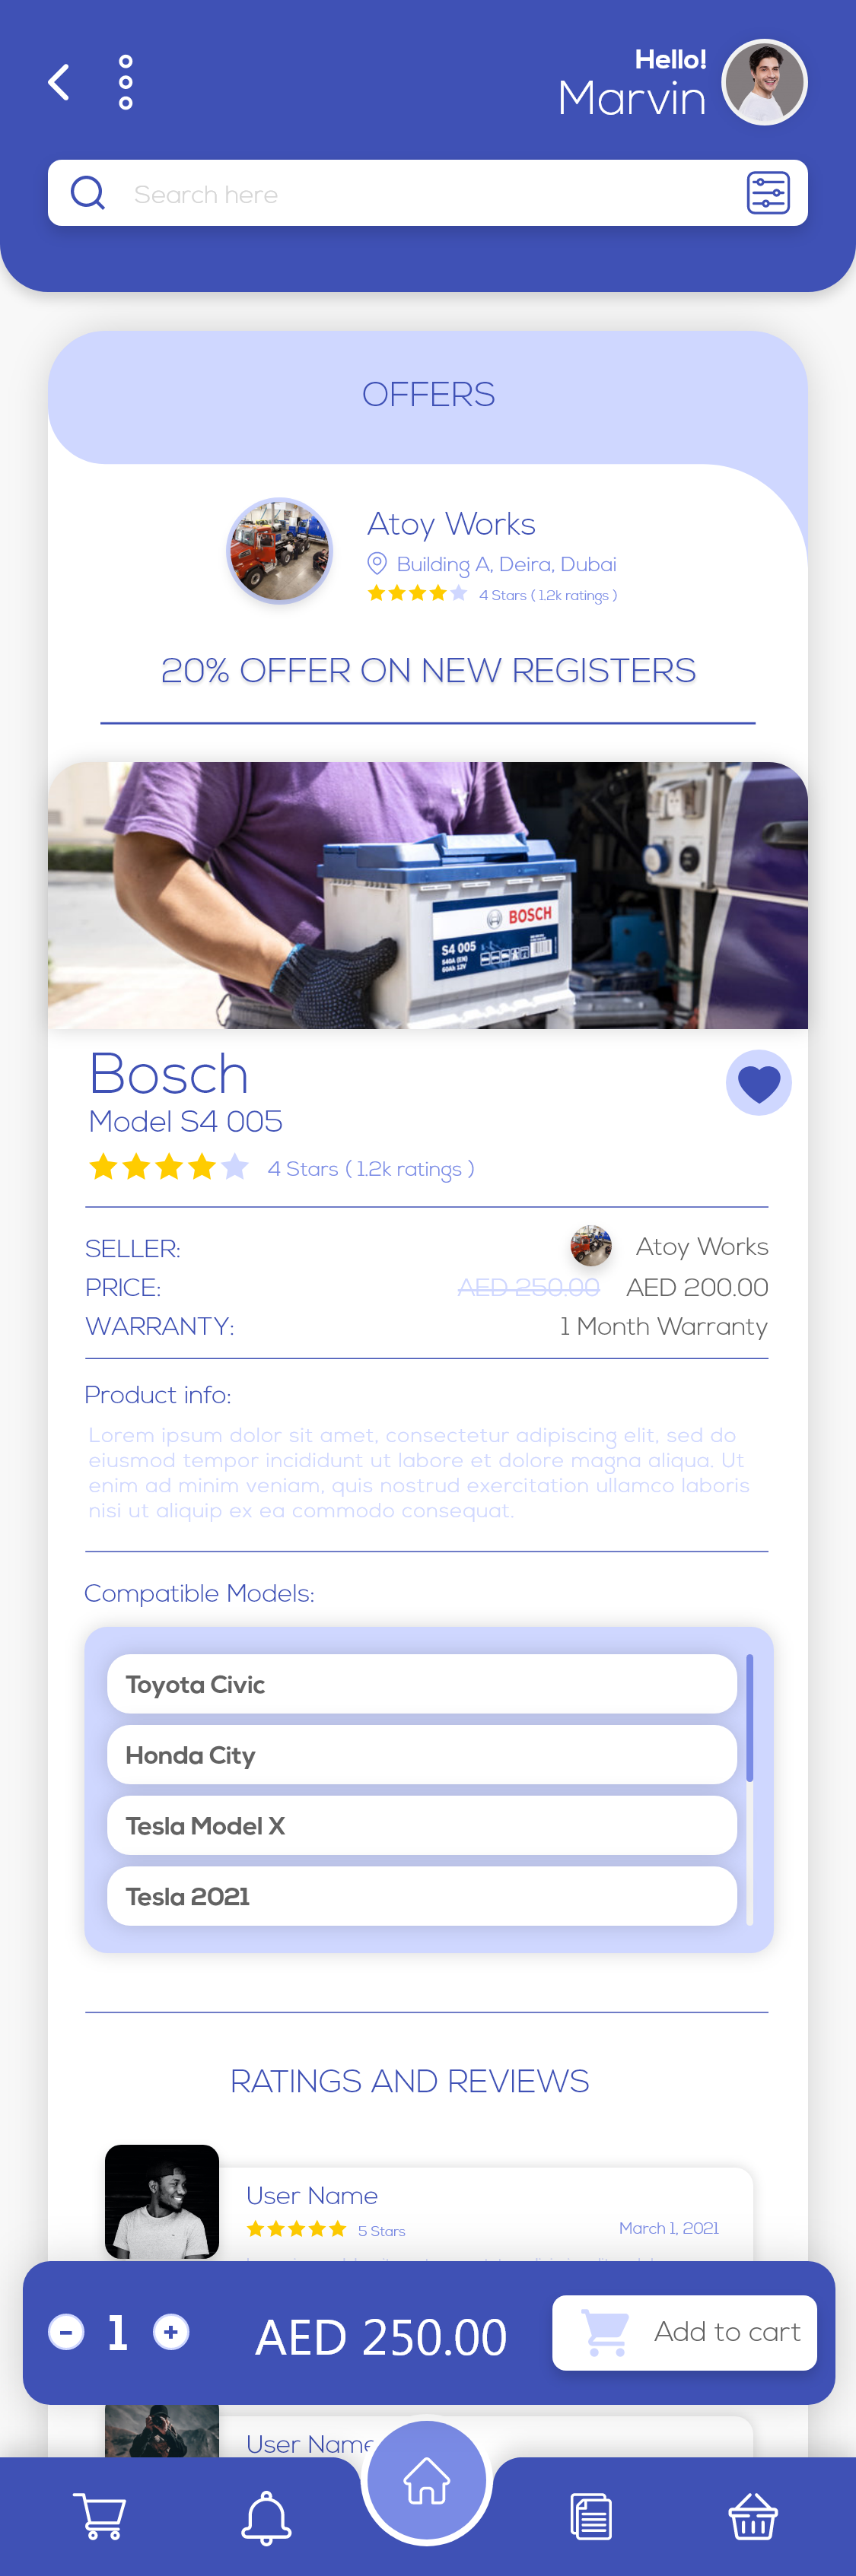 Hello!
Marvin
Search here
OFFERS
Atoy Works
Building A, Deira, Dubai
4 Stars ( 1.2k ratings )
20% OFFER ON NEW REGISTERS
BOSCH
S4 005
Bosch
Model S4 005
4 Stars ( 1.2k ratings )
SELLER: Atoy Works
PRICE: AED 250.00 AED 200.00
WARRANTY: 1 Month Warranty
Product info:
Lorem ipsum dolor sit amet, consectetur adipiscing elit, sed do
eiusmod tempor incididunt ut labore et dolore magna aliqua. Ut
enim ad minim veniam, quis nostrud exercitation ullamco laboris
nisi ut aliquip ex ea commodo consequat.
Compatible Models:
Toyota Civic
Honda City
Tesla Model X
Tesla 2021
RATINGS AND REVIEWS
User Name
5 Stars March 1, 2021
- 1 + AED 250.00 Add to cart
User Name